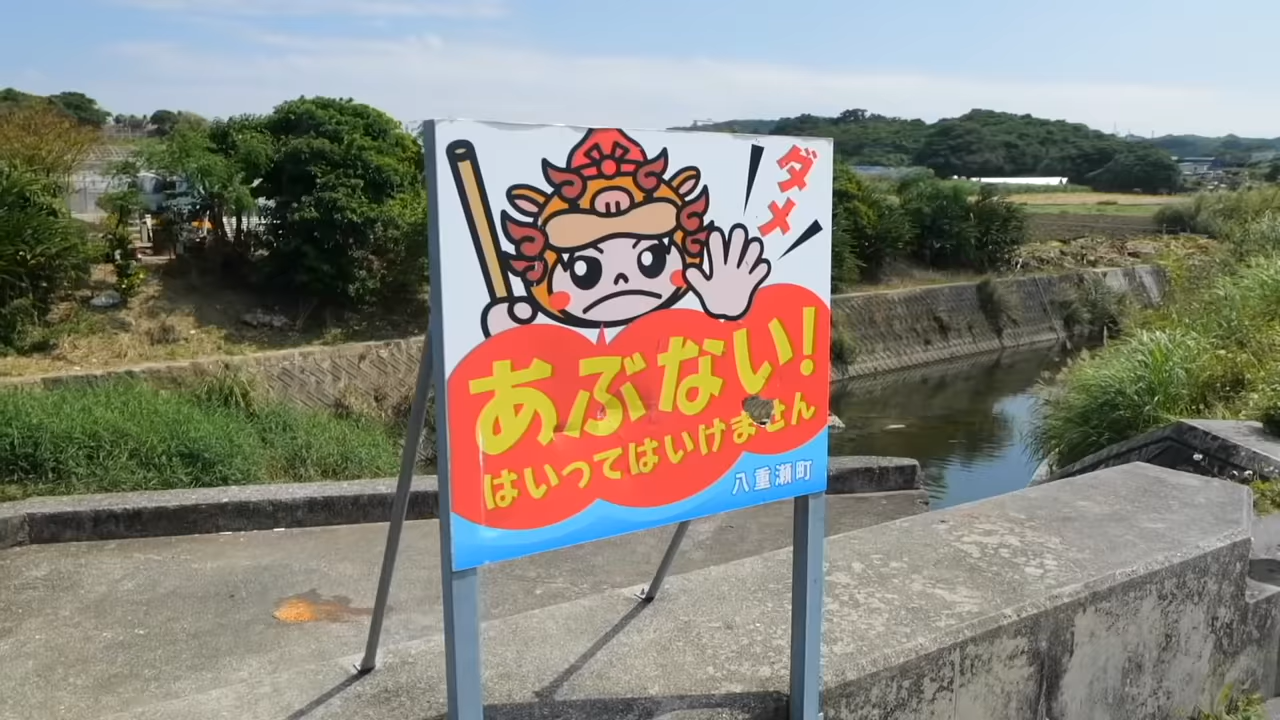 ダメ
あぶない!
はいってはいけません
八重瀬町